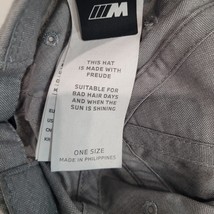 M
THIS HAT
IS MADE WITH
FREUDE
SUITABLE FOR
BAD HAIR DAYS
AND WHEN THE
SUN IS SHINING
ONE SIZE
MADE IN PHILIPPINES